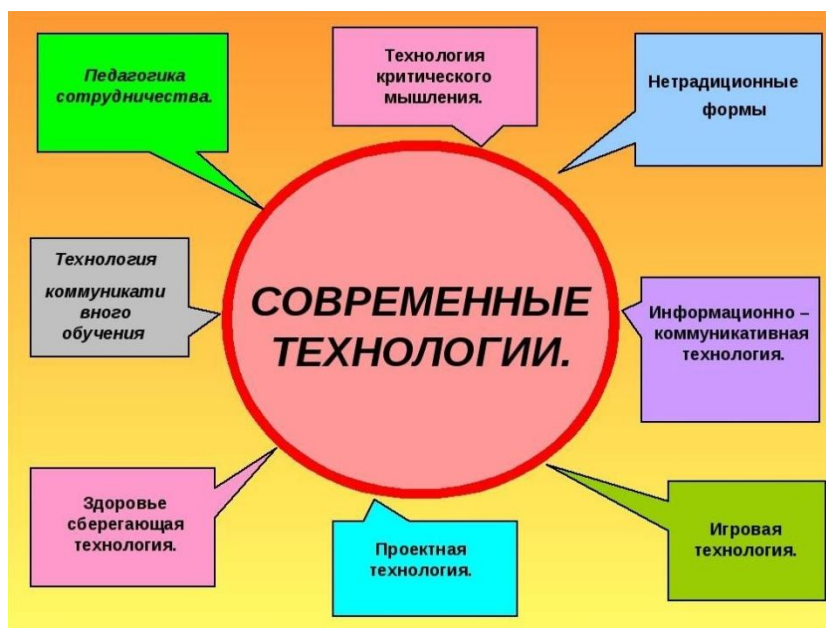 Педагогика
сотрудничества.
Технология
критического
мышления.
Нетрадиционные
формы
Технология
коммуникати
вного
обучения
СОВРЕМЕННЫЕ
ТЕХНОЛОГИИ.
Информационно –
коммуникативная
технология.
Здоровье
сберегающая
технология.
Проектная
технология.
Игровая
технология.